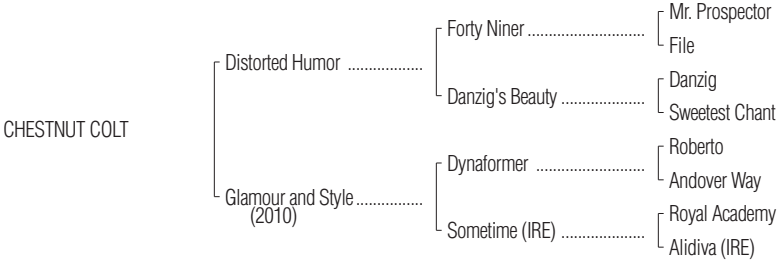 Mr. Prospector
Forty Niner ...........................
File
Distorted Humor .................
Danzig
Danzig's Beauty ...................
Sweetest Chant
CHESTNUT COLT
Roberto
Dynaformer .........................
Andover Way
Glamour and Style ...............
(2010)
Royal Academy
Sometime (IRE) ...................
Alidiva (IRE)